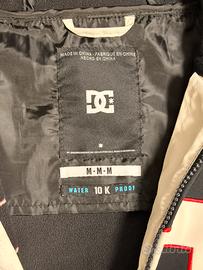 MADE IN CHINA
FABRIQUÉ EN CHINE
HECHO EN CHINA
DC
M
M-M-M
WATER 10K PROOF